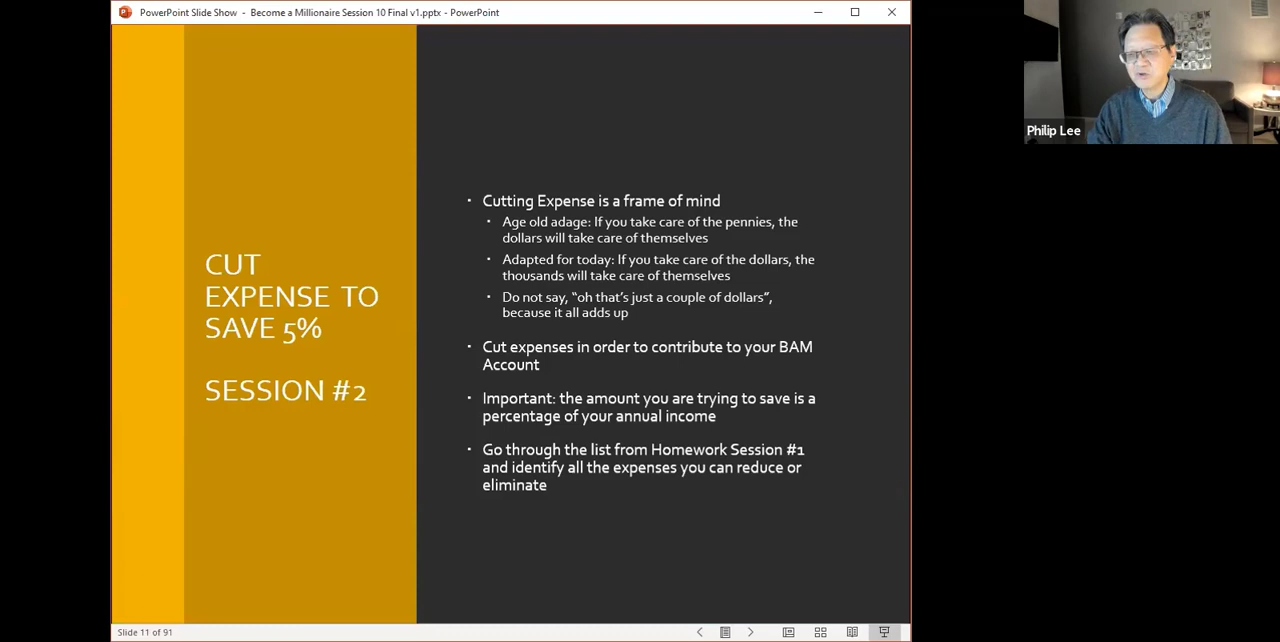 PowerPoint Slide Show - Become a Millionaire Session 10 Final v1.pptx - PowerPoint
Philip Lee
CUT
EXPENSE TO
SAVE 5%
SESSION #2
• Cutting Expense is a frame of mind
• Age old adage: If you take care of the pennies, the
dollars will take care of themselves
• Adapted for today: If you take care of the dollars, the
thousands will take care of themselves
• Do not say, “oh that’s just a couple of dollars”,
because it all adds up
• Cut expenses in order to contribute to your BAM
Account
• Important: the amount you are trying to save is a
percentage of your annual income
• Go through the list from Homework Session #1
and identify all the expenses you can reduce or
eliminate
Slide 11 of 91